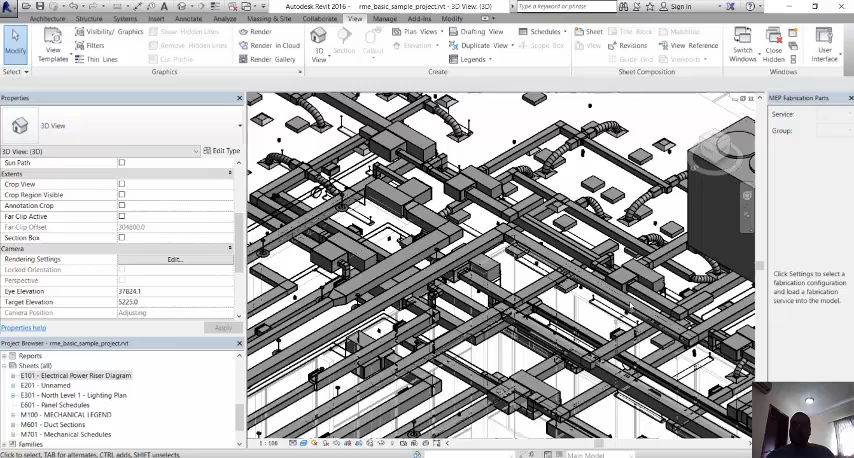 Autodesk Revit 2016 - rme_basic_sample_project.rvt - 3D View: {3D}
Type a keyword or phrase
Sign In
Architecture Structure Systems Insert Annotate Analyze Massing & Site Collaborate View Manage Add-Ins Modify
Modify
View Templates
Visibility/ Graphics
Filters
Thin Lines
Show Hidden Lines
Remove Hidden Lines
Cut Profile
Render
Render in Cloud
Render Gallery
3D View
Section
Callout
Plan Views
Elevation
Drafting View
Duplicate View
Legends
Schedules
Scope Box
Sheet
View
Title Block
Revisions
Guide Grid
Matchline
View Reference
Viewports
Switch Windows
Close Hidden
User Interface
Select
Graphics
Create
Sheet Composition
Windows
Properties
3D View
3D View: {3D}
Edit Type
Sun Path
Extents
Crop View
Crop Region Visible
Annotation Crop
Far Clip Active
Far Clip Offset 304800.0
Section Box
Camera
Rendering Settings Edit...
Locked Orientation
Perspective
Eye Elevation 37824.1
Target Elevation 5225.0
Camera Position Adjusting
Properties help
Apply
Project Browser - rme_basic_sample_project.rvt
Reports
Sheets (all)
E101 - Electrical Power Riser Diagram
E201 - Unnamed
E301 - North Level 1 - Lighting Plan
E601 - Panel Schedules
M100 - MECHANICAL LEGEND
M601 - Duct Sections
M701 - Mechanical Schedules
Families
MEP Fabrication Parts
Service:
Group:
Click Settings to select a
fabrication configuration
and load a fabrication
service into the model.
Click to select, TAB for alternates, CTRL adds, SHIFT unselects.
Main Model